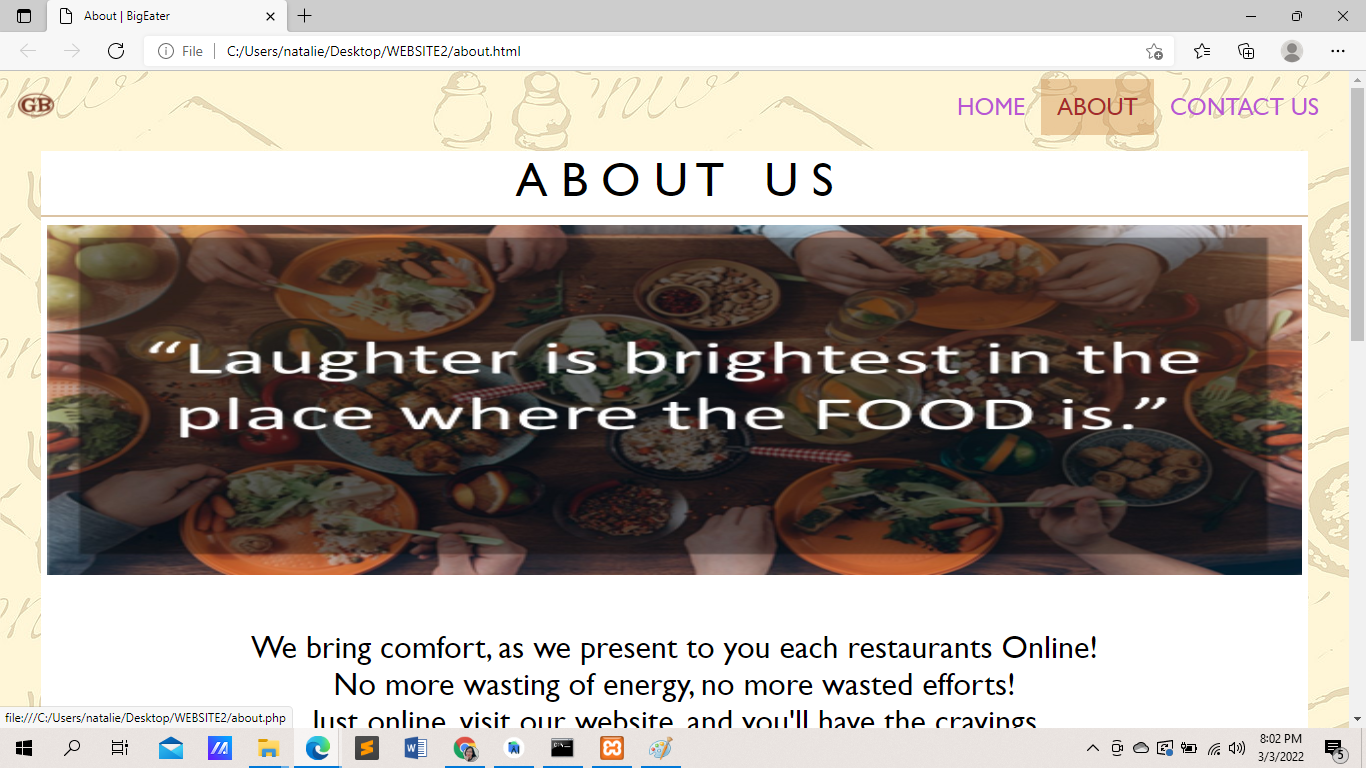 About | BigEater
File
C:/Users/natalie/Desktop/WEBSITE2/about.html
GB
HOME ABOUT CONTACT US
ABOUT US
“Laughter is brightest in the
place where the FOOD is.”
We bring comfort, as we present to you each restaurants Online!
No more wasting of energy, no more wasted efforts!
Just online, visit our website, and you'll have the cravings
file:///C:/Users/natalie/Desktop/WEBSITE2/about.php
8:02 PM
3/3/2022
5